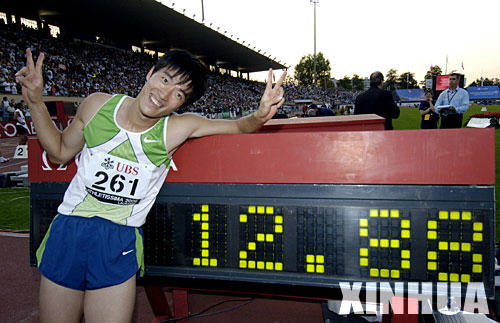 UBS
261
ATHLETISSIMA 2006
12.88
XINHUA